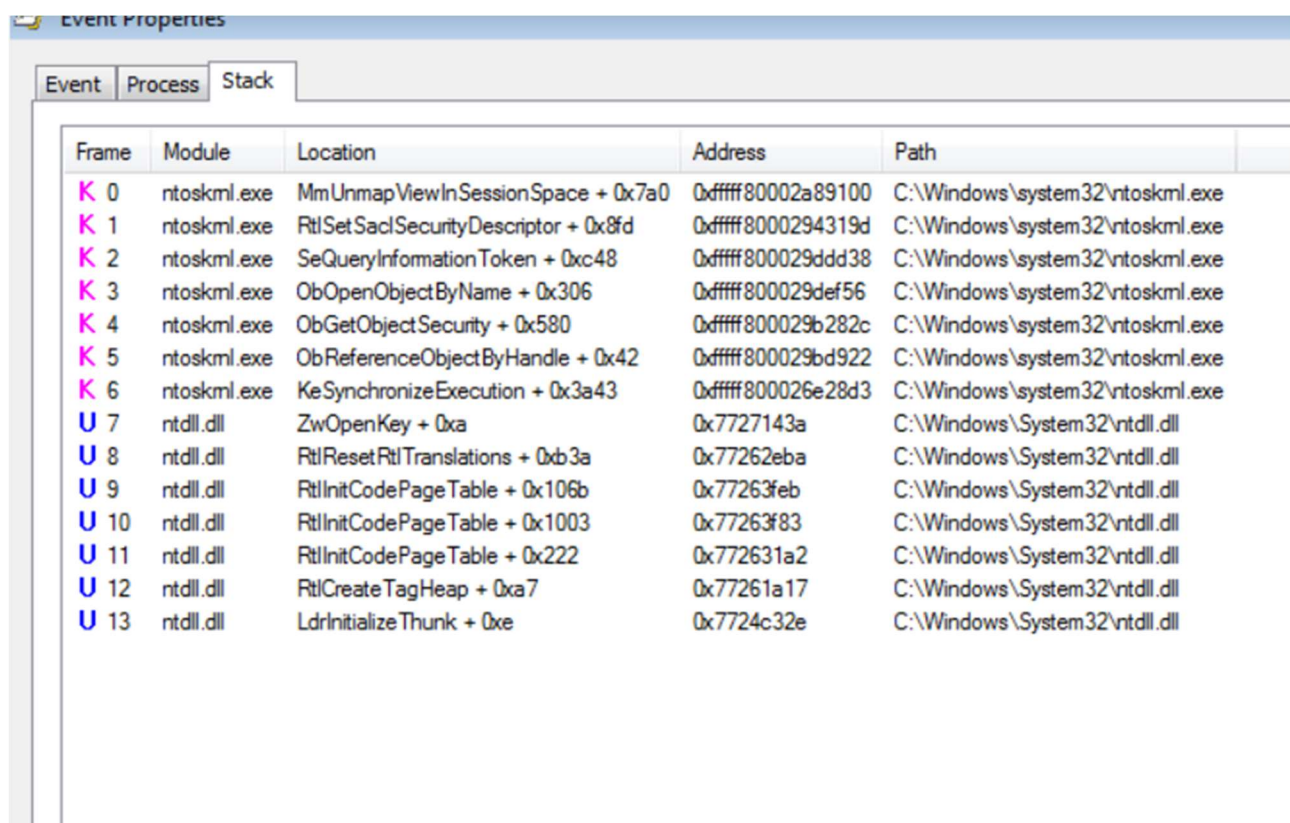 Event Properties
Event Process Stack
Frame Module Location Address Path
K 0 ntoskrnl.exe MmUnmapViewInSessionSpace + 0x7a0 0xfffff80002a89100 C:\Windows\system32\ntoskrnl.exe
K 1 ntoskrnl.exe RtlSetSaclSecurityDescriptor + 0x8fd 0xfffff8000294319d C:\Windows\system32\ntoskrnl.exe
K 2 ntoskrnl.exe SeQueryInformationToken + 0xc48 0xfffff800029ddd38 C:\Windows\system32\ntoskrnl.exe
K 3 ntoskrnl.exe ObOpenObjectByName + 0x306 0xfffff800029def56 C:\Windows\system32\ntoskrnl.exe
K 4 ntoskrnl.exe ObGetObjectSecurity + 0x580 0xfffff800029b282c C:\Windows\system32\ntoskrnl.exe
K 5 ntoskrnl.exe ObReferenceObjectByHandle + 0x42 0xfffff800029bd922 C:\Windows\system32\ntoskrnl.exe
K 6 ntoskrnl.exe KeSynchronizeExecution + 0x3a43 0xfffff800026e28d3 C:\Windows\system32\ntoskrnl.exe
U 7 ntdll.dll ZwOpenKey + 0xa 0x7727143a C:\Windows\System32\ntdll.dll
U 8 ntdll.dll RtlResetRtlTranslations + 0xb3a 0x77262eba C:\Windows\System32\ntdll.dll
U 9 ntdll.dll RtlInitCodePageTable + 0x106b 0x77263feb C:\Windows\System32\ntdll.dll
U 10 ntdll.dll RtlInitCodePageTable + 0x1003 0x77263f83 C:\Windows\System32\ntdll.dll
U 11 ntdll.dll RtlInitCodePageTable + 0x222 0x772631a2 C:\Windows\System32\ntdll.dll
U 12 ntdll.dll RtlCreateTagHeap + 0xa7 0x77261a17 C:\Windows\System32\ntdll.dll
U 13 ntdll.dll LdrInitializeThunk + 0xe 0x7724c32e C:\Windows\System32\ntdll.dll